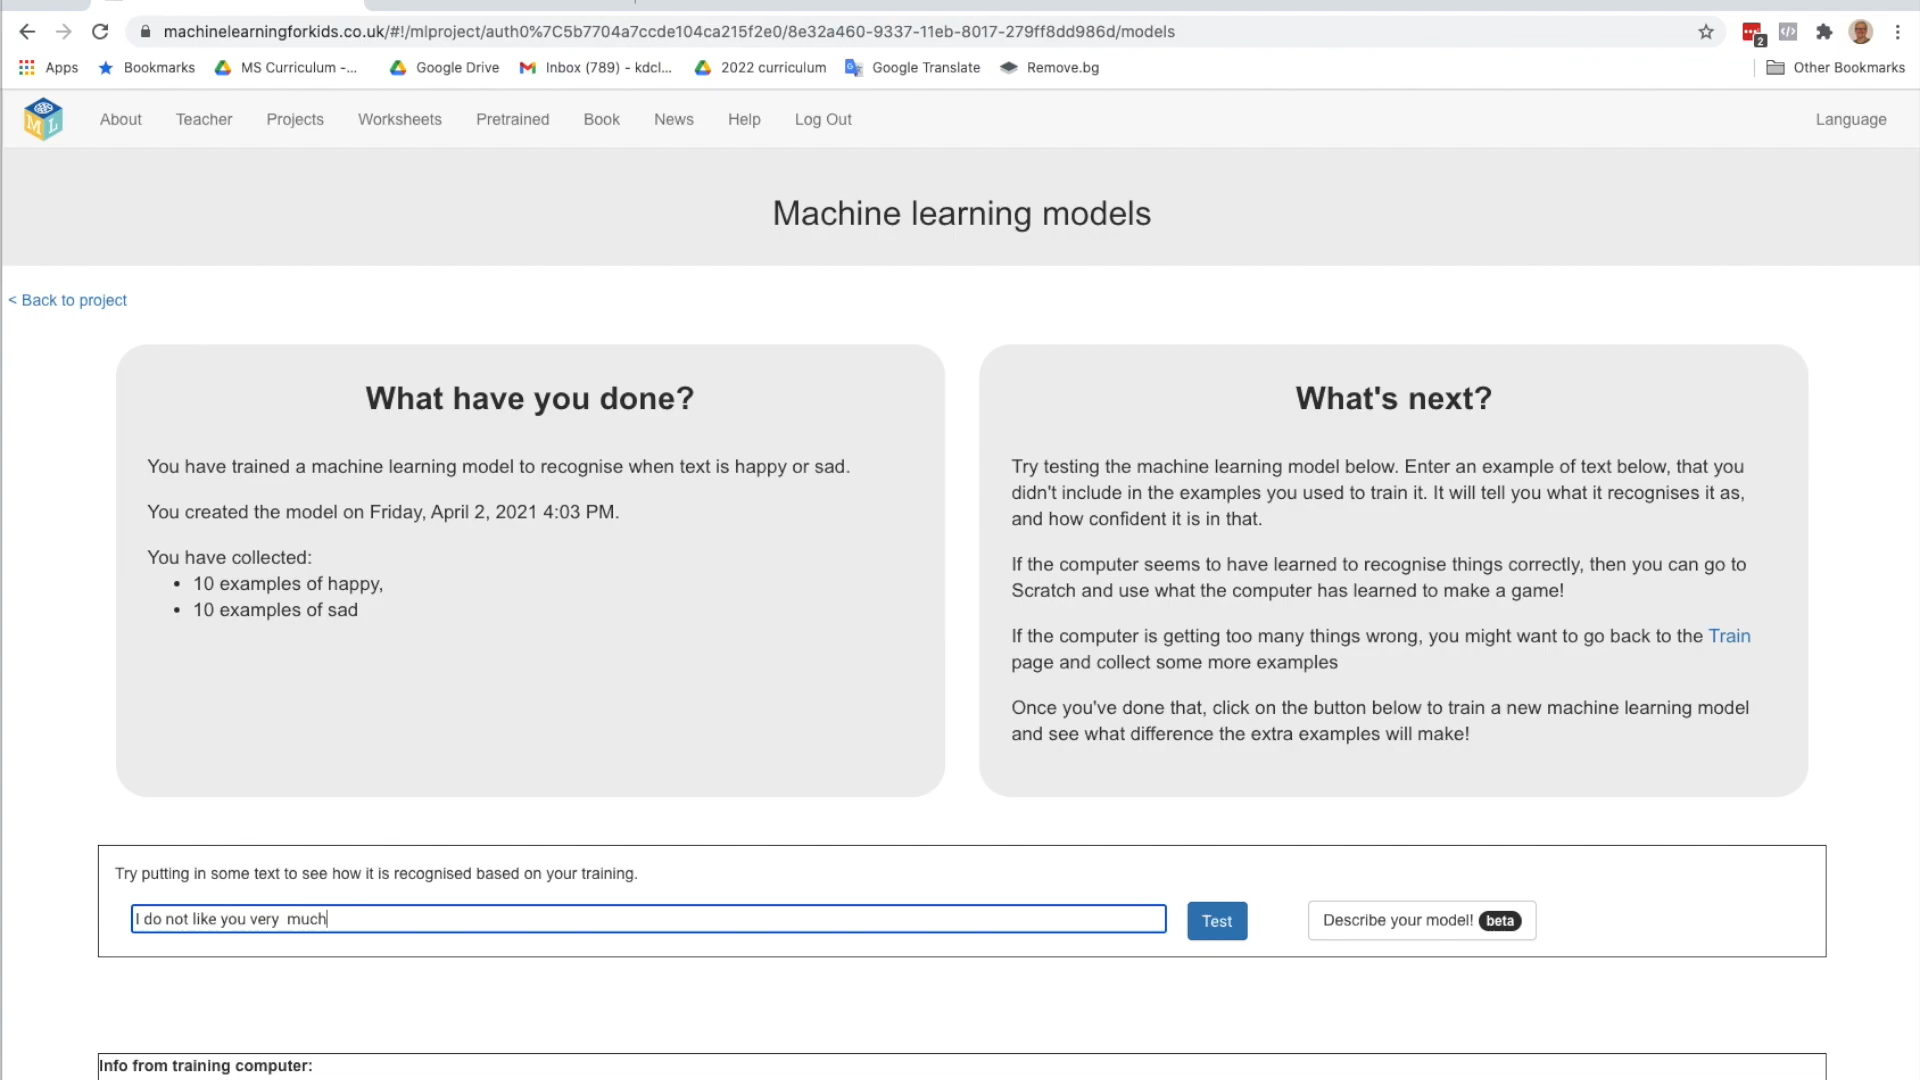 machinelearningforkids.co.uk/#!/mlproject/auth0%7C5b7704a7ccde104ca215f2e0/8e32a460-9337-11eb-8017-279ff8dd986d/models
2
Apps Bookmarks MS Curriculum -... Google Drive Inbox (789) - kdcl... 2022 curriculum Google Translate Remove.bg Other Bookmarks
ML About Teacher Projects Worksheets Pretrained Book News Help Log Out Language
Machine learning models
< Back to project
What have you done?
You have trained a machine learning model to recognise when text is happy or sad.
You created the model on Friday, April 2, 2021 4:03 PM.
You have collected:
• 10 examples of happy,
• 10 examples of sad
What's next?
Try testing the machine learning model below. Enter an example of text below, that you
didn't include in the examples you used to train it. It will tell you what it recognises it as,
and how confident it is in that.
If the computer seems to have learned to recognise things correctly, then you can go to
Scratch and use what the computer has learned to make a game!
If the computer is getting too many things wrong, you might want to go back to the Train
page and collect some more examples
Once you've done that, click on the button below to train a new machine learning model
and see what difference the extra examples will make!
Try putting in some text to see how it is recognised based on your training.
I do not like you very  much
Test
Describe your model! beta
Info from training computer: